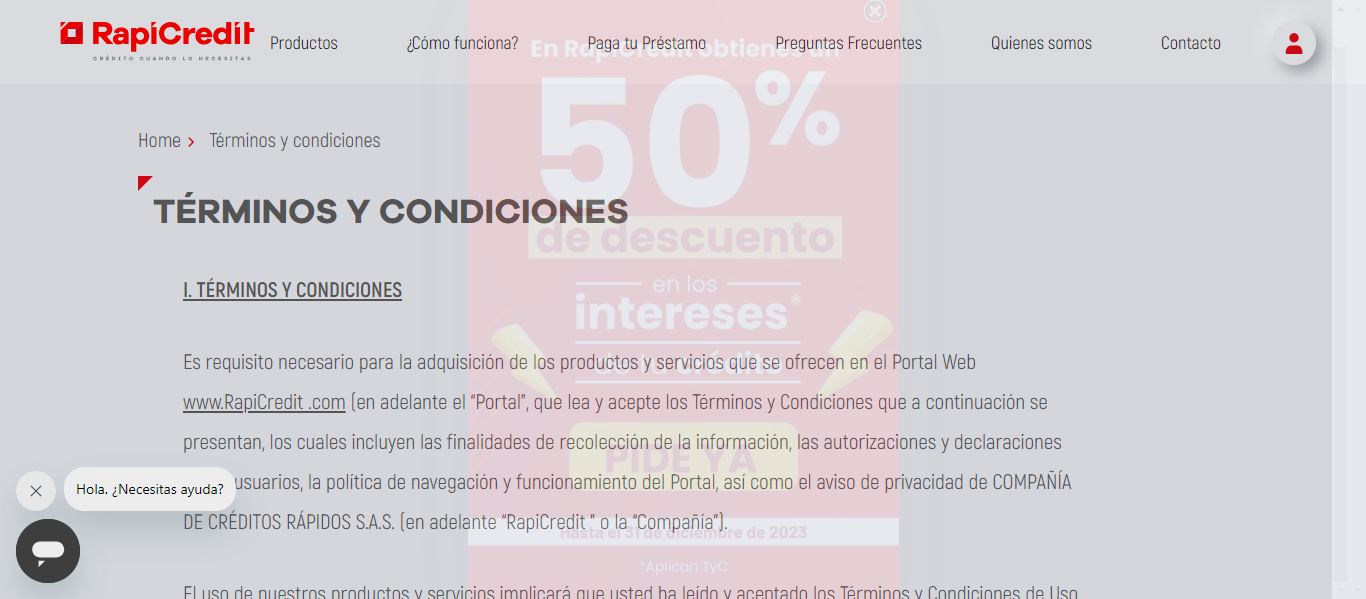 RapiCredit
CRÉDITO CUANDO LO NECESITAS
Productos
¿Cómo funciona?
Paga tu Préstamo
Preguntas Frecuentes
Quienes somos
Contacto
En RapiCredit obtienes un
50%
de descuento
en los
intereses*
de tu crédito
PIDE YA
Hasta el 31 de diciembre de 2023
*Aplican TyC
Home > Términos y condiciones
TÉRMINOS Y CONDICIONES
I. TÉRMINOS Y CONDICIONES
Es requisito necesario para la adquisición de los productos y servicios que se ofrecen en el Portal Web
www.RapiCredit .com (en adelante el “Portal”, que lea y acepte los Términos y Condiciones que a continuación se
presentan, los cuales incluyen las finalidades de recolección de la información, las autorizaciones y declaraciones
usuarios, la política de navegación y funcionamiento del Portal, así como el aviso de privacidad de COMPAÑÍA
DE CRÉDITOS RÁPIDOS S.A.S. (en adelante “RapiCredit ” o la “Compañía”).
El uso de nuestros productos y servicios implicará que usted ha leído y aceptado los Términos y Condiciones de Uso
Hola. ¿Necesitas ayuda?